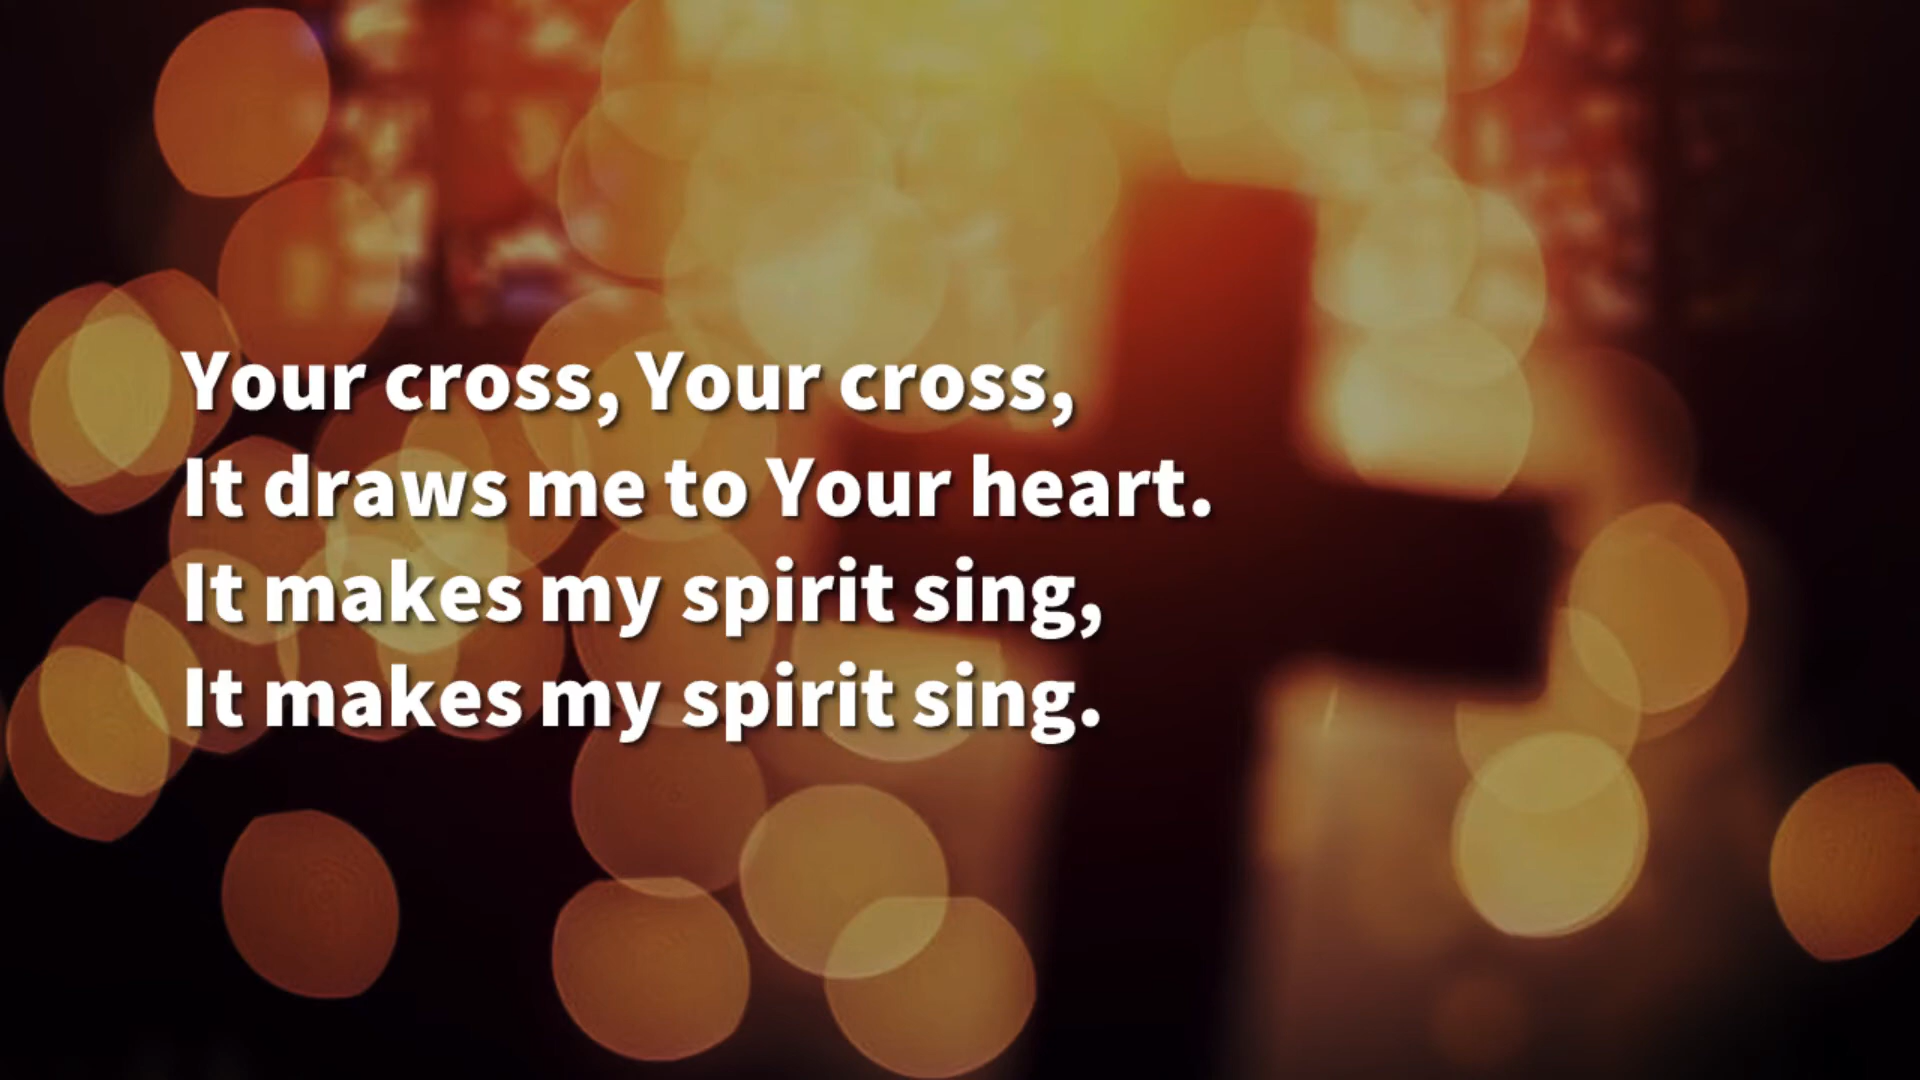 Your cross, Your cross,
It draws me to Your heart.
It makes my spirit sing,
It makes my spirit sing.